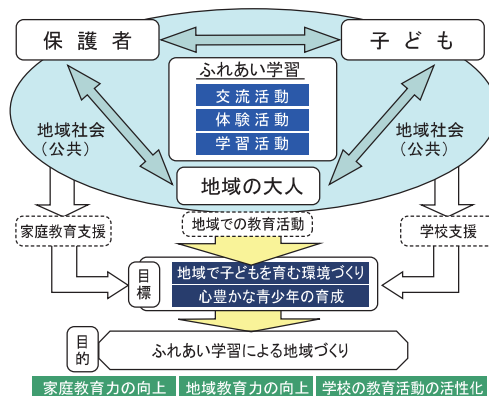 保護者
子ども
ふれあい学習
交流活動
体験活動
学習活動
地域社会
(公共)
地域社会
(公共)
地域の大人
家庭教育支援
地域での教育活動
学校支援
目標
地域で子どもを育む環境づくり
心豊かな青少年の育成
目的
ふれあい学習による地域づくり
家庭教育力の向上
地域教育力の向上
学校の教育活動の活性化